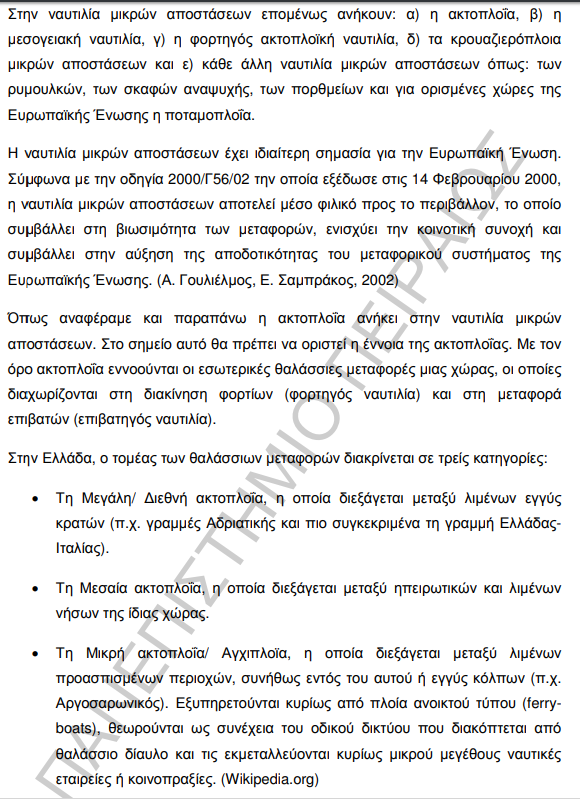 Στην ναυτιλία μικρών αποστάσεων επομένως ανήκουν: α) η ακτοπλοΐα, β) η
μεσογειακή ναυτιλία, γ) η φορτηγός ακτοπλοϊκή ναυτιλία, δ) τα κρουαζιερόπλοια
μικρών αποστάσεων και ε) κάθε άλλη ναυτιλία μικρών αποστάσεων όπως: των
ρυμουλκών, των σκαφών αναψυχής, των πορθμείων και για ορισμένες χώρες της
Ευρωπαϊκής Ένωσης η ποταμοπλοΐα.
Η ναυτιλία μικρών αποστάσεων έχει ιδιαίτερη σημασία για την Ευρωπαϊκή Ένωση.
Σύμφωνα με την οδηγία 2000/Γ56/02 την οποία εξέδωσε στις 14 Φεβρουαρίου 2000,
η ναυτιλία μικρών αποστάσεων αποτελεί μέσο φιλικό προς το περιβάλλον, το οποίο
συμβάλλει στη βιωσιμότητα των μεταφορών, ενισχύει την κοινοτική συνοχή και
συμβάλλει στην αύξηση της αποδοτικότητας του μεταφορικού συστήματος της
Ευρωπαϊκής Ένωσης. (Α. Γουλιέλμος, Ε. Σαμπράκος, 2002)
Όπως αναφέραμε και παραπάνω η ακτοπλοΐα ανήκει στην ναυτιλία μικρών
αποστάσεων. Στο σημείο αυτό θα πρέπει να οριστεί η έννοια της ακτοπλοΐας. Με τον
όρο ακτοπλοΐα εννοούνται οι εσωτερικές θαλάσσιες μεταφορές μιας χώρας, οι οποίες
διαχωρίζονται στη διακίνηση φορτίων (φορτηγός ναυτιλία) και στη μεταφορά
επιβατών (επιβατηγός ναυτιλία).
Στην Ελλάδα, ο τομέας των θαλάσσιων μεταφορών διακρίνεται σε τρείς κατηγορίες:
• Τη Μεγάλη/ Διεθνή ακτοπλοΐα, η οποία διεξάγεται μεταξύ λιμένων εγγύς
κρατών (π.χ. γραμμές Αδριατικής και πιο συγκεκριμένα τη γραμμή Ελλάδας-
Ιταλίας).
• Τη Μεσαία ακτοπλοΐα, η οποία διεξάγεται μεταξύ ηπειρωτικών και λιμένων
νήσων της ίδιας χώρας.
• Τη Μικρή ακτοπλοΐα/ Αγχιπλοΐα, η οποία διεξάγεται μεταξύ λιμένων
προασπισμένων περιοχών, συνήθως εντός του αυτού ή εγγύς κόλπων (π.χ.
Αργοσαρωνικός). Εξυπηρετούνται κυρίως από πλοία ανοικτού τύπου (ferry-
boats), θεωρούνται ως συνέχεια του οδικού δικτύου που διακόπτεται από
θαλάσσιο δίαυλο και τις εκμεταλλεύονται κυρίως μικρού μεγέθους ναυτικές
εταιρείες ή κοινοπραξίες. (Wikipedia.org)
ΠΑΝΕΠΙΣΤΗΜΙΟ ΠΕΙΡΑΙΩΣ